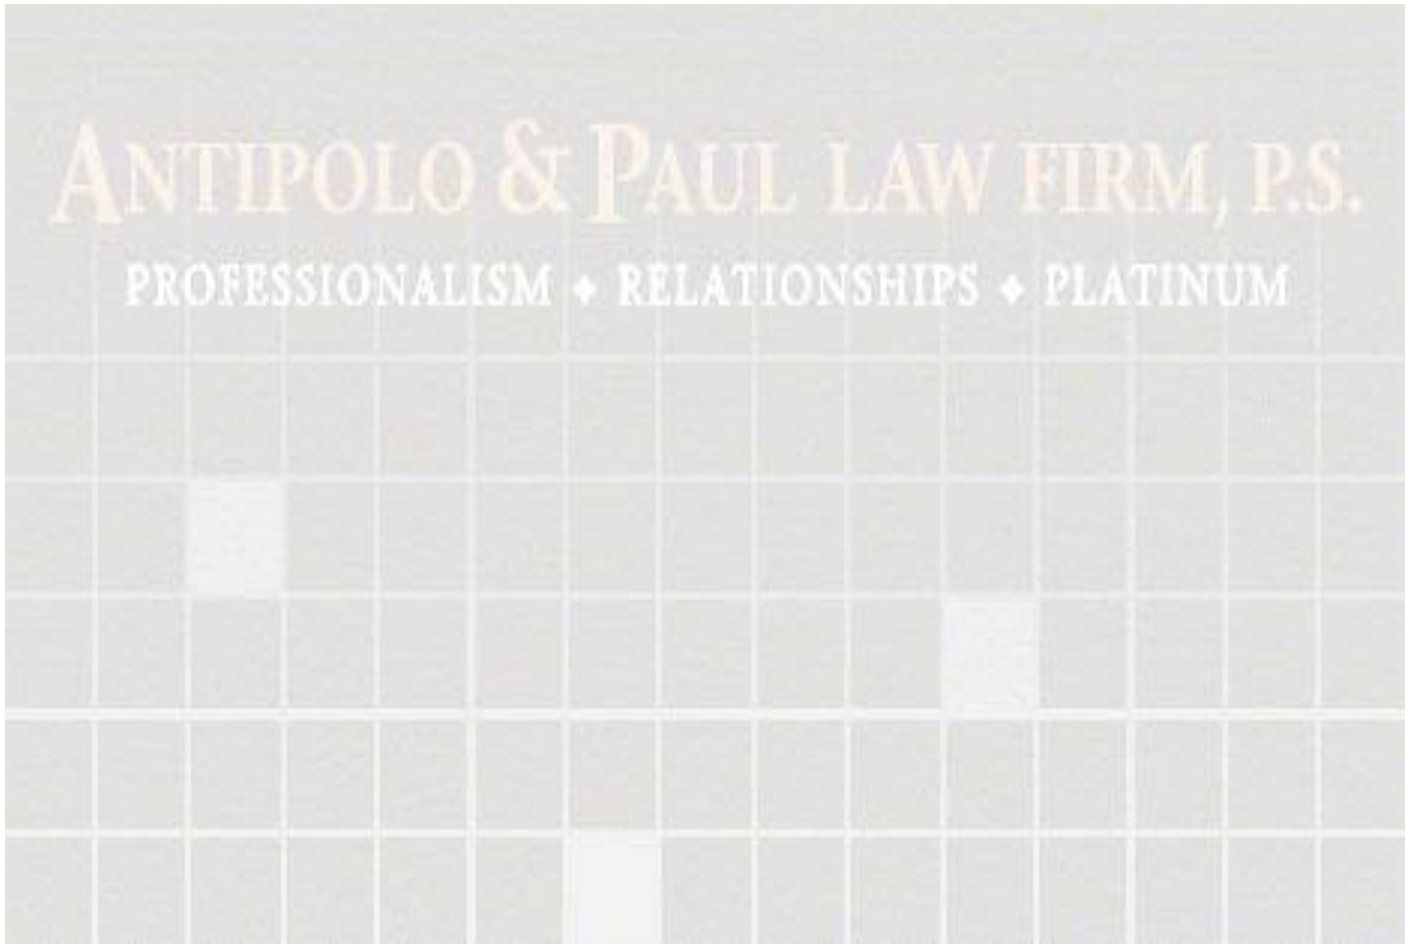 ANTIPOLO & PAUL LAW FIRM, P.S.
PROFESSIONALISM ♦ RELATIONSHIPS ♦ PLATINUM